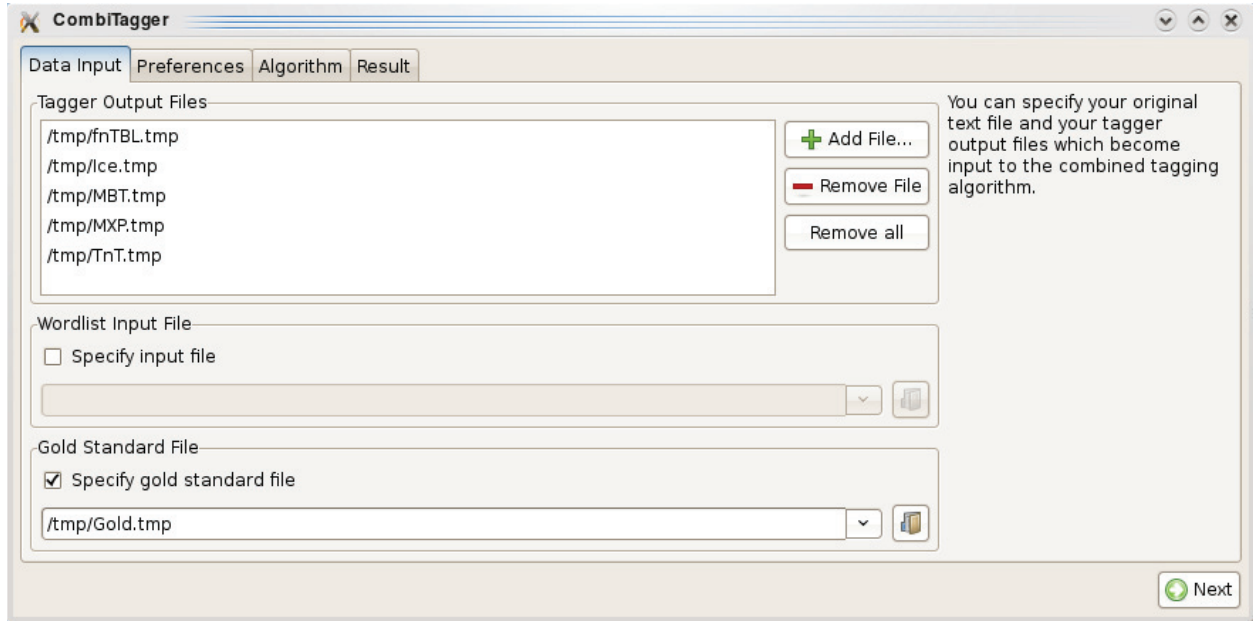 CombiTagger
Data Input Preferences Algorithm Result
Tagger Output Files
/tmp/fnTBL.tmp
/tmp/Ice.tmp
/tmp/MBT.tmp
/tmp/MXP.tmp
/tmp/TnT.tmp
Add File...
Remove File
Remove all
You can specify your original
text file and your tagger
output files which become
input to the combined tagging
algorithm.
Wordlist Input File
Specify input file
Gold Standard File
Specify gold standard file
/tmp/Gold.tmp
Next